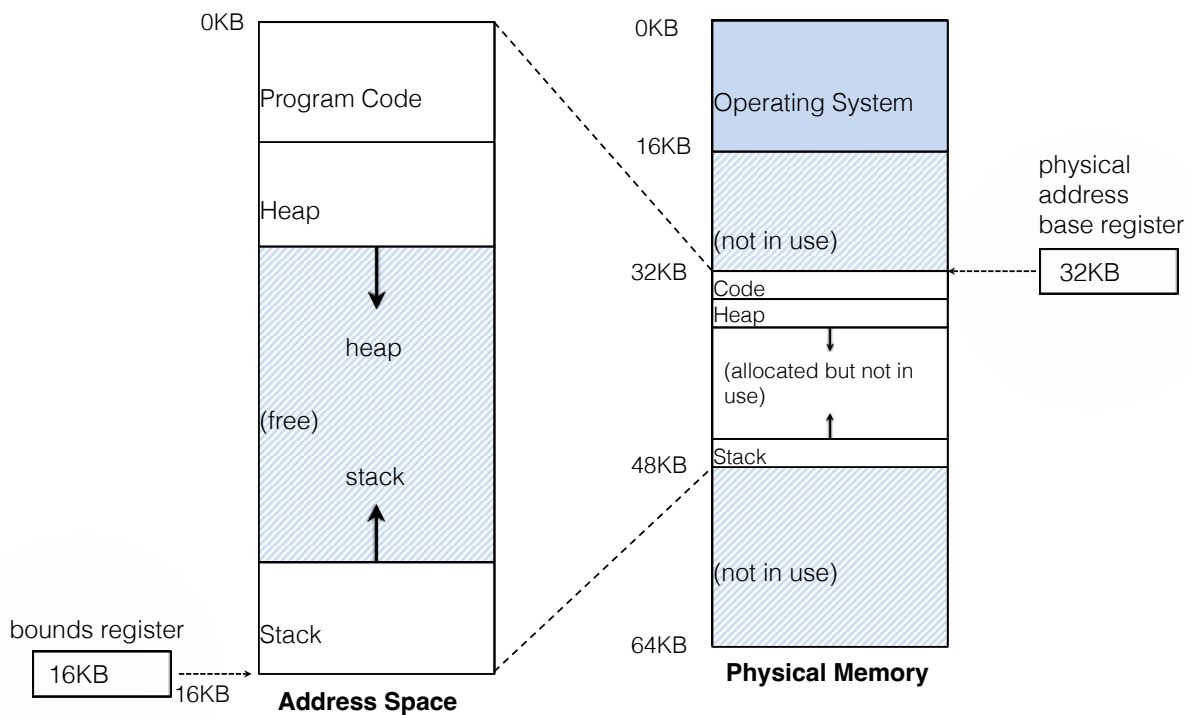 0KB
Program Code
Heap
heap
(free)
stack
Stack
bounds register
16KB
16KB
Address Space
0KB
Operating System
16KB
(not in use)
32KB
Code
Heap
(allocated but not in
use)
Stack
48KB
(not in use)
64KB
Physical Memory
physical
address
base register
32KB